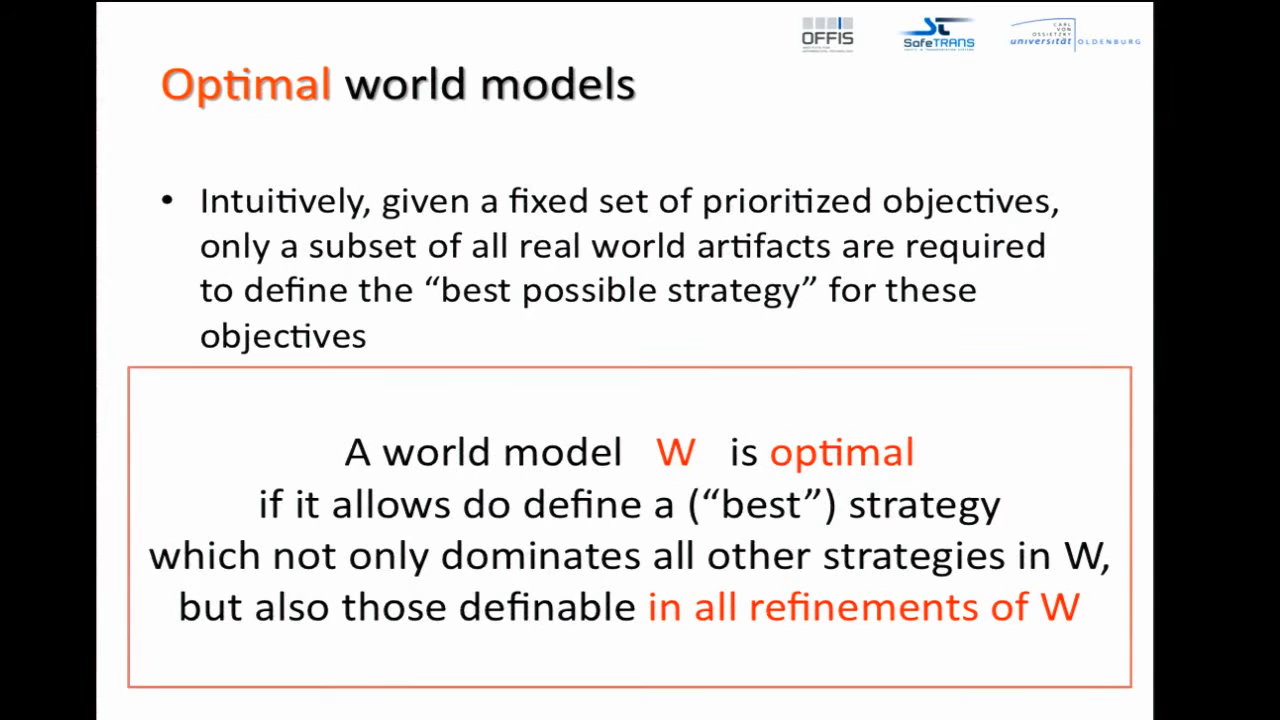 OFFIS
SafeTRANS
CARL
VON
OSSIETZKY
universität OLDENBURG
Optimal world models
• Intuitively, given a fixed set of prioritized objectives,
only a subset of all real world artifacts are required
to define the “best possible strategy” for these
objectives
A world model W is optimal
if it allows do define a (“best”) strategy
which not only dominates all other strategies in W,
but also those definable in all refinements of W